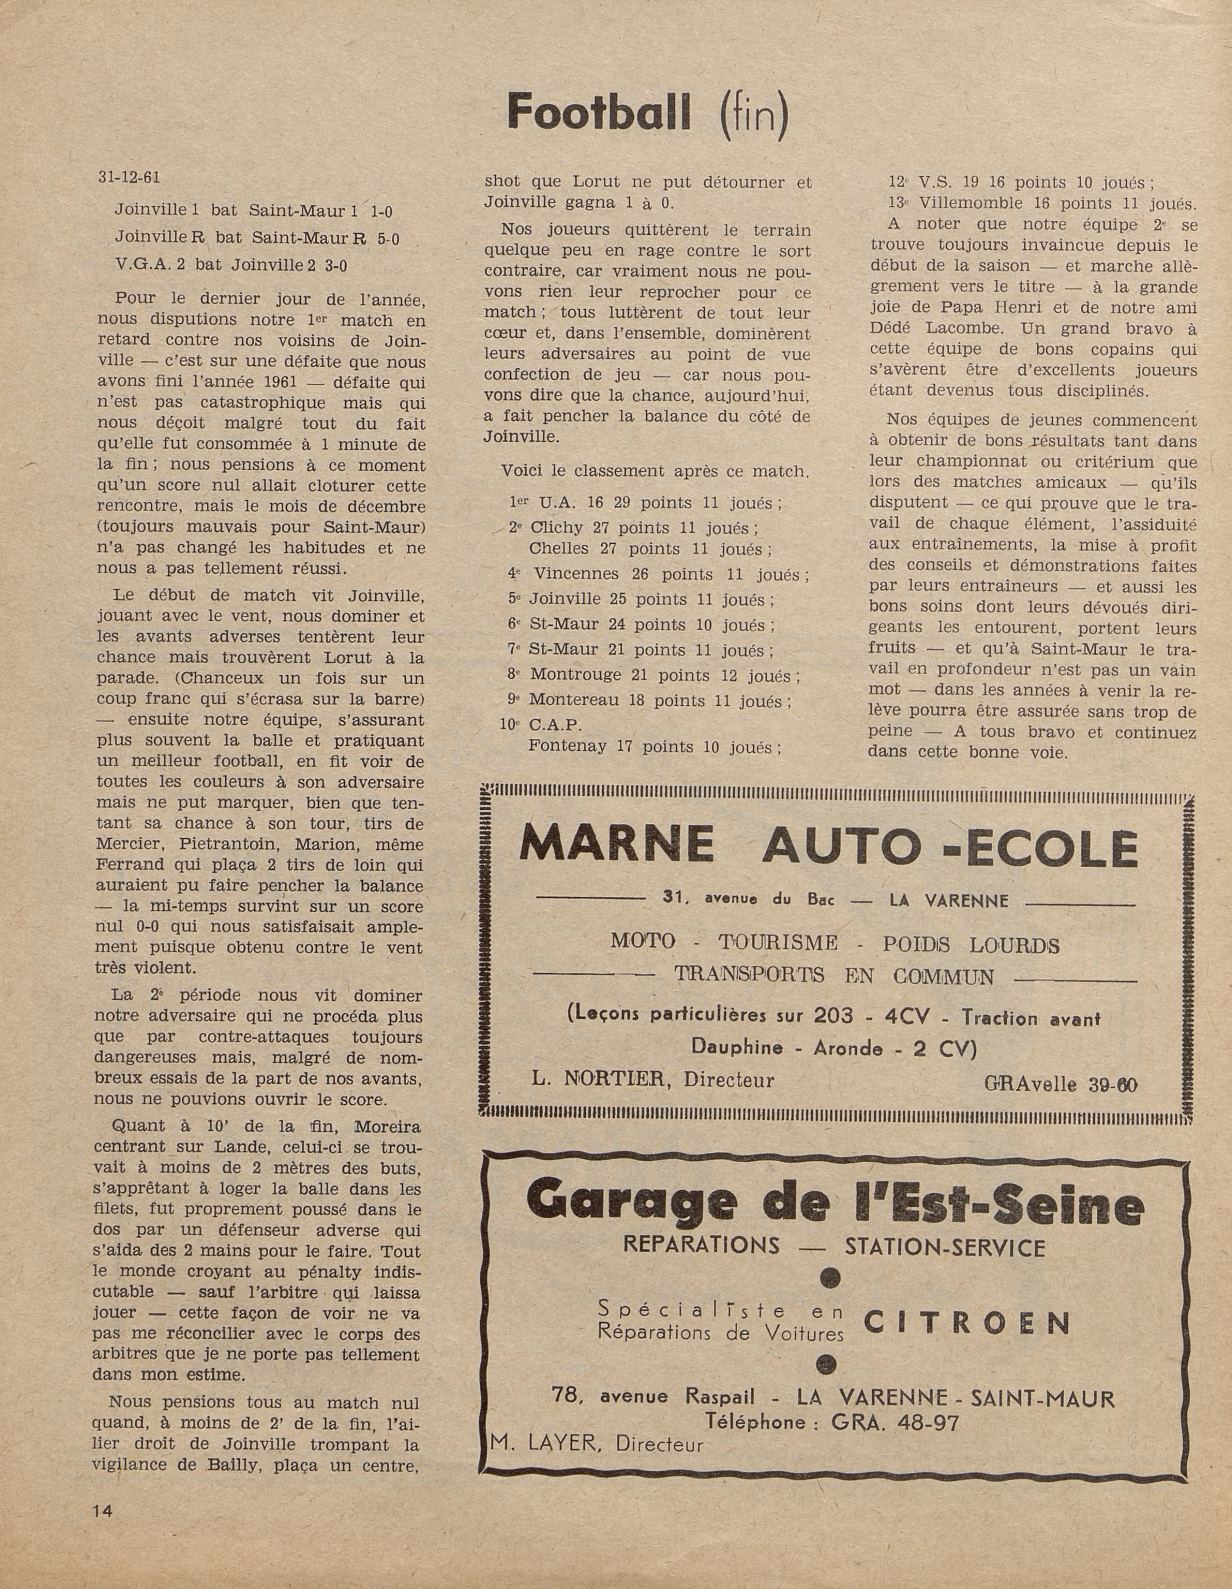 Football (fin)
31-12-61
Joinville 1 bat Saint-Maur 1 1-0
Joinville R bat Saint-Maur R 5-0
V.G.A. 2 bat Joinville 2 3-0
Pour le dernier jour de l'année,
nous disputions notre 1er match en
retard contre nos voisins de Join-
ville — c'est sur une défaite que nous
avons fini l'année 1961 — défaite qui
n'est pas catastrophique mais qui
nous déçoit malgré tout du fait
qu'elle fut consommée à 1 minute de
la fin ; nous pensions à ce moment
qu'un score nul allait cloturer cette
rencontre, mais le mois de décembre
(toujours mauvais pour Saint-Maur)
n'a pas changé les habitudes et ne
nous a pas tellement réussi.
Le début de match vit Joinville,
jouant avec le vent, nous dominer et
les avants adverses tentèrent leur
chance mais trouvèrent Lorut à la
parade. (Chanceux un fois sur un
coup franc qui s'écrasa sur la barre)
— ensuite notre équipe, s'assurant
plus souvent la balle et pratiquant
un meilleur football, en fit voir de
toutes les couleurs à son adversaire
mais ne put marquer, bien que ten-
tant sa chance à son tour, tirs de
Mercier, Pietrantoin, Marion, même
Ferrand qui plaça 2 tirs de loin qui
auraient pu faire pencher la balance
— la mi-temps survint sur un score
nul 0-0 qui nous satisfaisait ample-
ment puisque obtenu contre le vent
très violent.
La 2e période nous vit dominer
notre adversaire qui ne procéda plus
que par contre-attaques toujours
dangereuses mais, malgré de nom-
breux essais de la part de nos avants,
nous ne pouvions ouvrir le score.
Quant à 10' de la fin, Moreira
centrant sur Lande, celui-ci se trou-
vait à moins de 2 mètres des buts,
s'apprêtant à loger la balle dans les
filets, fut proprement poussé dans le
dos par un défenseur adverse qui
s'aida des 2 mains pour le faire. Tout
le monde croyant au pénalty indis-
cutable — sauf l'arbitre qui laissa
jouer — cette façon de voir ne va
pas me réconcilier avec le corps des
arbitres que je ne porte pas tellement
dans mon estime.
Nous pensions tous au match nul
quand, à moins de 2' de la fin, l'ai-
lier droit de Joinville trompant la
vigilance de Bailly, plaça un centre,
shot que Lorut ne put détourner et
Joinville gagna 1 à 0.
Nos joueurs quittèrent le terrain
quelque peu en rage contre le sort
contraire, car vraiment nous ne pou-
vons rien leur reprocher pour ce
match ; tous luttèrent de tout leur
cœur et, dans l'ensemble, dominèrent
leurs adversaires au point de vue
confection de jeu — car nous pou-
vons dire que la chance, aujourd'hui,
a fait pencher la balance du côté de
Joinville.
Voici le classement après ce match.
1er U.A. 16 29 points 11 joués ;
2e Clichy 27 points 11 joués ;
Chelles 27 points 11 joués ;
4e Vincennes 26 points 11 joués ;
5e Joinville 25 points 11 joués ;
6e St-Maur 24 points 10 joués ;
7e St-Maur 21 points 11 joués ;
8e Montrouge 21 points 12 joués ;
9e Montereau 18 points 11 joués ;
10e C.A.P.
Fontenay 17 points 10 joués ;
12e V.S. 19 16 points 10 joués ;
13e Villemomble 16 points 11 joués.
A noter que notre équipe 2e se
trouve toujours invaincue depuis le
début de la saison — et marche allè-
grement vers le titre — à la grande
joie de Papa Henri et de notre ami
Dédé Lacombe. Un grand bravo à
cette équipe de bons copains qui
s'avèrent être d'excellents joueurs
étant devenus tous disciplinés.
Nos équipes de jeunes commencent
à obtenir de bons résultats tant dans
leur championnat ou critérium que
lors des matches amicaux — qu'ils
disputent — ce qui prouve que le tra-
vail de chaque élément, l'assiduité
aux entraînements, la mise à profit
des conseils et démonstrations faites
par leurs entraîneurs — et aussi les
bons soins dont leurs dévoués diri-
geants les entourent, portent leurs
fruits — et qu'à Saint-Maur le tra-
vail en profondeur n'est pas un vain
mot — dans les années à venir la re-
lève pourra être assurée sans trop de
peine — A tous bravo et continuez
dans cette bonne voie.
MARNE AUTO-ECOLE
31, avenue du Bac — LA VARENNE
MOTO - TOURISME - POIDS LOURDS
TRANSPORTS EN COMMUN
(Leçons particulières sur 203 - 4CV - Traction avant
Dauphine - Aronde - 2 CV)
L. NORTIER, Directeur GRAvelle 39-60
Garage de l'Est-Seine
REPARATIONS — STATION-SERVICE
Spécialiste en
Réparations de Voitures CITROEN
78, avenue Raspail - LA VARENNE - SAINT-MAUR
Téléphone : GRA. 48-97
M. LAYER, Directeur
14